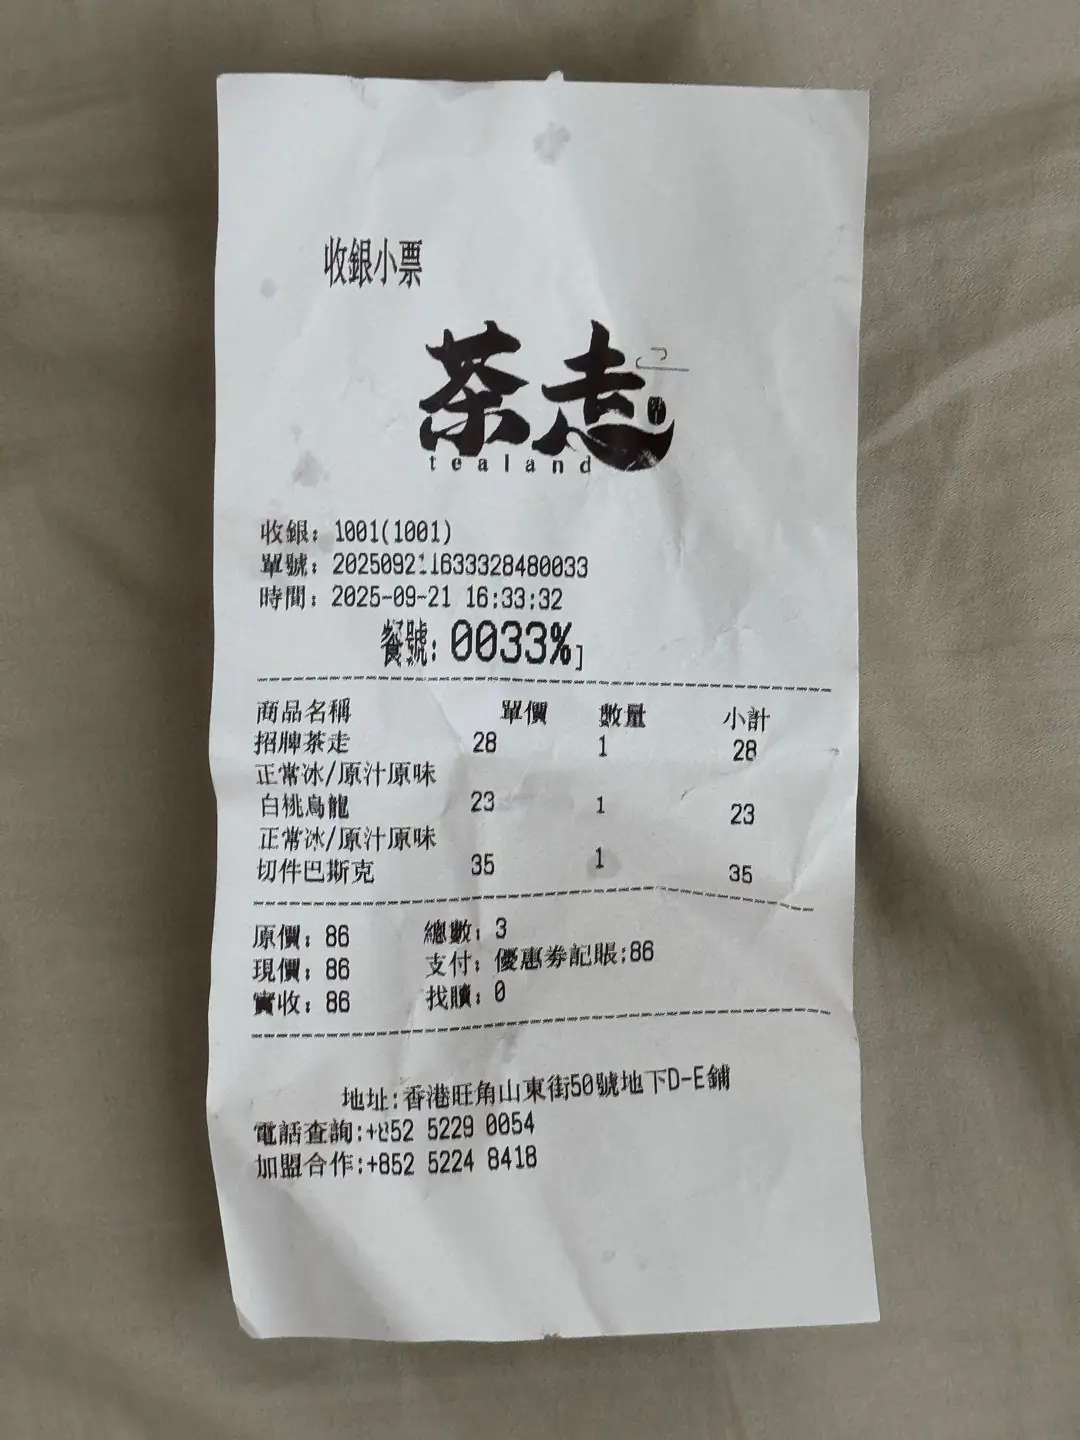 收銀小票
茶走
tealand
收銀: 1001(1001)
單號: 202509211633328480033
時間: 2025-09-21 16:33:32
餐號: 0033%]
商品名稱 單價 數量 小計
招牌茶走 28 1 28
正常冰/原汁原味
白桃烏龍 23 1 23
正常冰/原汁原味
切件巴斯克 35 1 35
原價: 86 總數: 3
現價: 86 支付: 優惠券記賬:86
實收: 86 找贖: 0
地址:香港旺角山東街50號地下D-E鋪
電話查詢:+852 5229 0054
加盟合作:+852 5224 8418